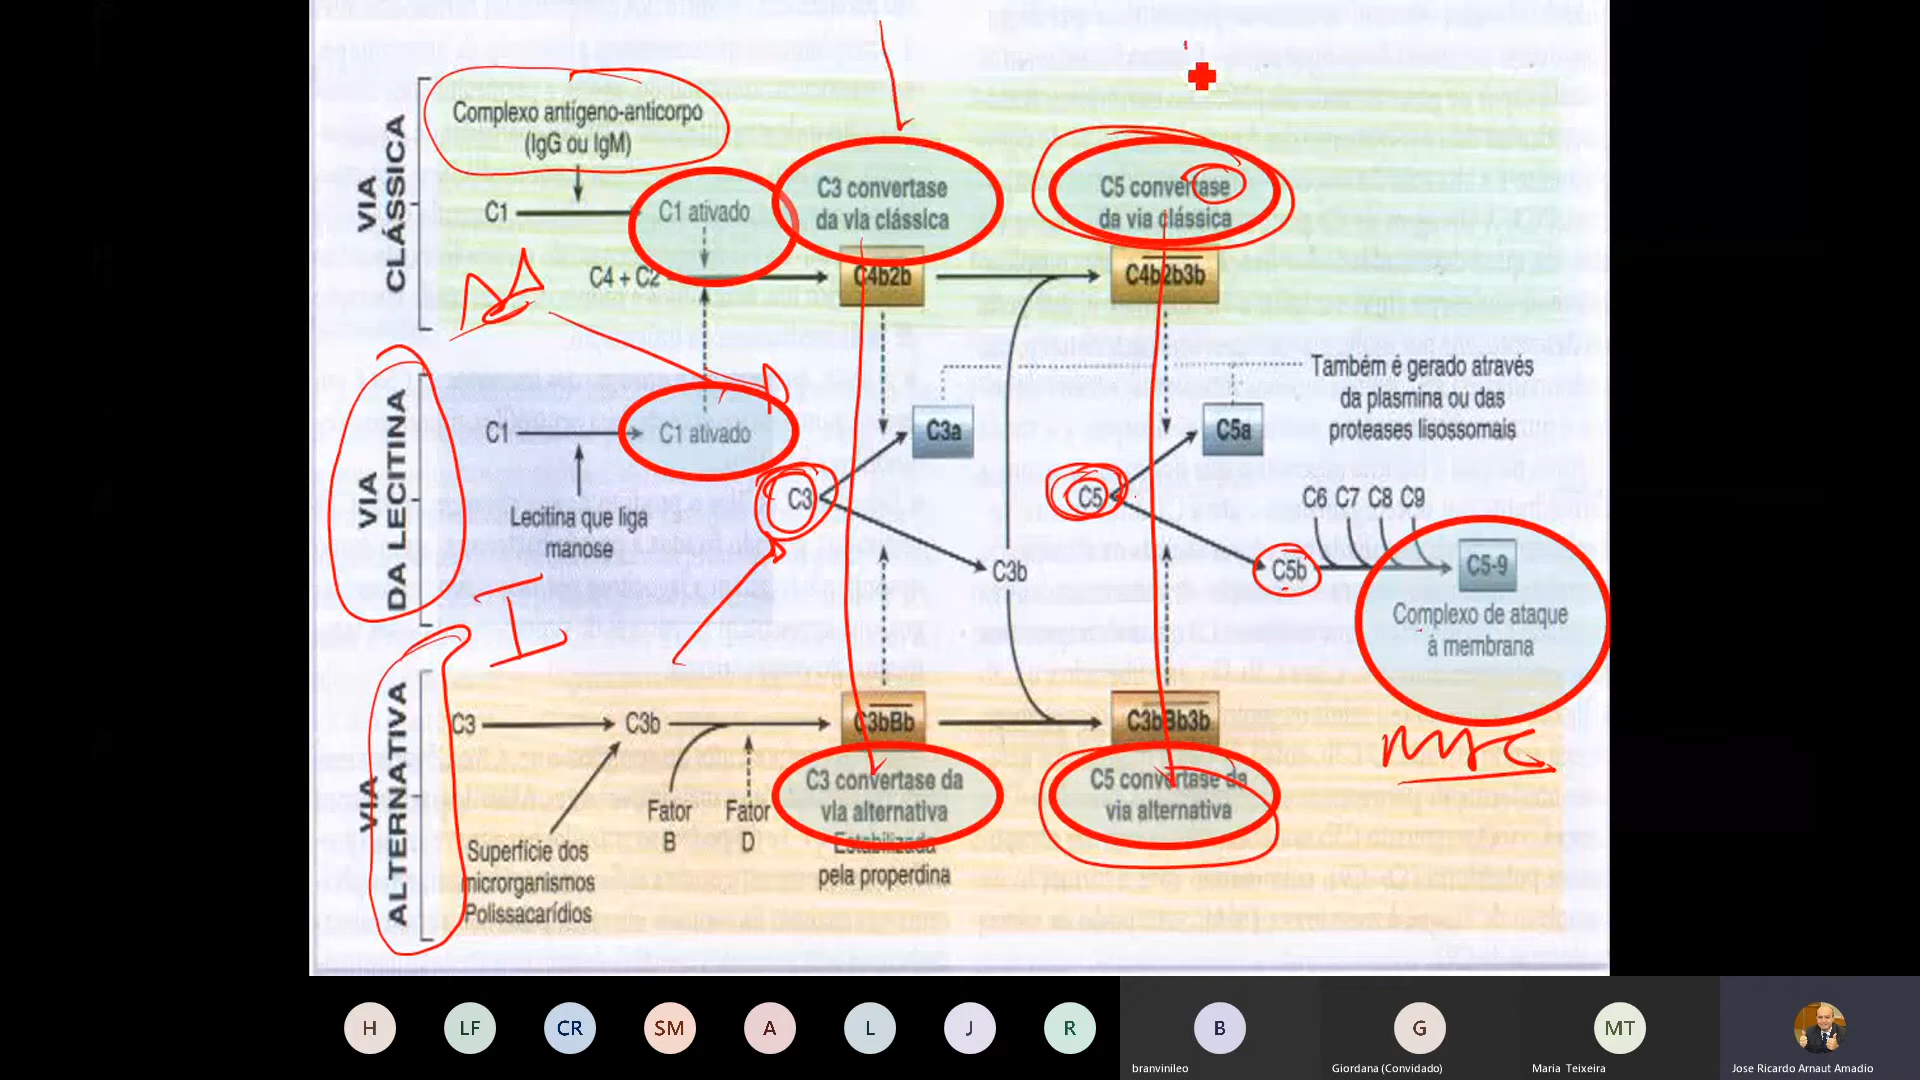 VIA
CLÁSSICA
Complexo antígeno-anticorpo
(IgG ou IgM)
C1
C1 ativado
C3 convertase
da via clássica
C5 convertase
da via clássica
C4 + C2
C4b2b
C4b2b3b
VIA
DA LECITINA
C1
C1 ativado
Lecitina que liga
manose
C3
C3a
C3b
C5
C5a
C5b
Também é gerado através
da plasmina ou das
proteases lisossomais
C6 C7 C8 C9
C5-9
Complexo de ataque
à membrana
MAC
VIA
ALTERNATIVA
C3
C3b
C3bBb
C3bBb3b
Fator
B
Fator
D
C3 convertase da
via alternativa
Estabilizada
pela properdina
C5 convertase da
via alternativa
Superfície dos
microrganismos
Polissacarídios
H LF CR SM A L J R B G MT
branvinileo
Giordana (Convidado)
Maria Teixeira
Jose Ricardo Arnaut Amadio